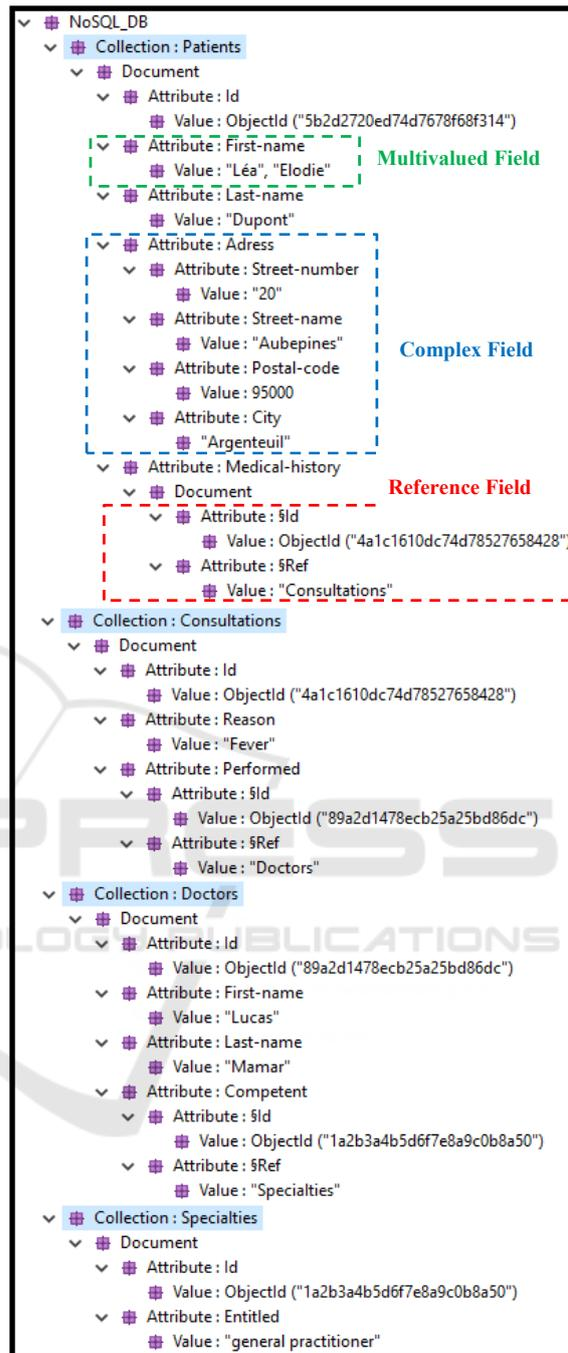 NoSQL_DB
Collection : Patients
Document
Attribute : Id
Value : ObjectId ("5b2d2720ed74d7678f68f314")
Attribute : First-name
Value : "Léa", "Elodie"
Multivalued Field
Attribute : Last-name
Value : "Dupont"
Attribute : Adress
Attribute : Street-number
Value : "20"
Attribute : Street-name
Value : "Aubepines"
Complex Field
Attribute : Postal-code
Value : 95000
Attribute : City
"Argenteuil"
Attribute : Medical-history
Document
Reference Field
Attribute : §Id
Value : ObjectId ("4a1c1610dc74d78527658428")
Attribute : §Ref
Value : "Consultations"
Collection : Consultations
Document
Attribute : Id
Value : ObjectId ("4a1c1610dc74d78527658428")
Attribute : Reason
Value : "Fever"
Attribute : Performed
Attribute : §Id
Value : ObjectId ("89a2d1478ecb25a25bd86dc")
Attribute : §Ref
Value : "Doctors"
Collection : Doctors
Document
Attribute : Id
Value : ObjectId ("89a2d1478ecb25a25bd86dc")
Attribute : First-name
Value : "Lucas"
Attribute : Last-name
Value : "Mamar"
Attribute : Competent
Attribute : §Id
Value : ObjectId ("1a2b3a4b5d6f7e8a9c0b8a50")
Attribute : §Ref
Value : "Specialties"
Collection : Specialties
Document
Attribute : Id
Value : ObjectId ("1a2b3a4b5d6f7e8a9c0b8a50")
Attribute : Entitled
Value : "general practitioner"